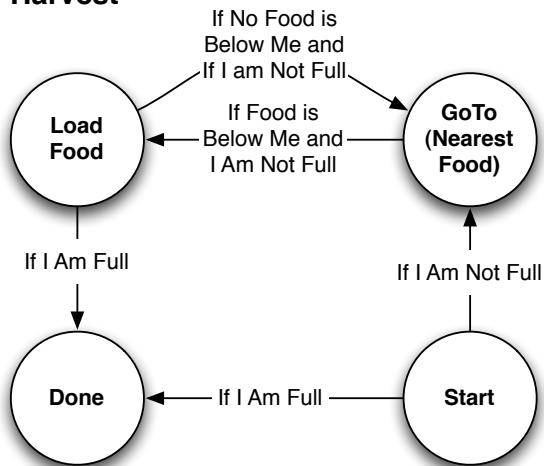 Harvest
If No Food is
Below Me and
If I am Not Full
Load
Food
If Food is
Below Me and
I Am Not Full
GoTo
(Nearest
Food)
If I Am Full
If I Am Not Full
Done
If I Am Full
Start